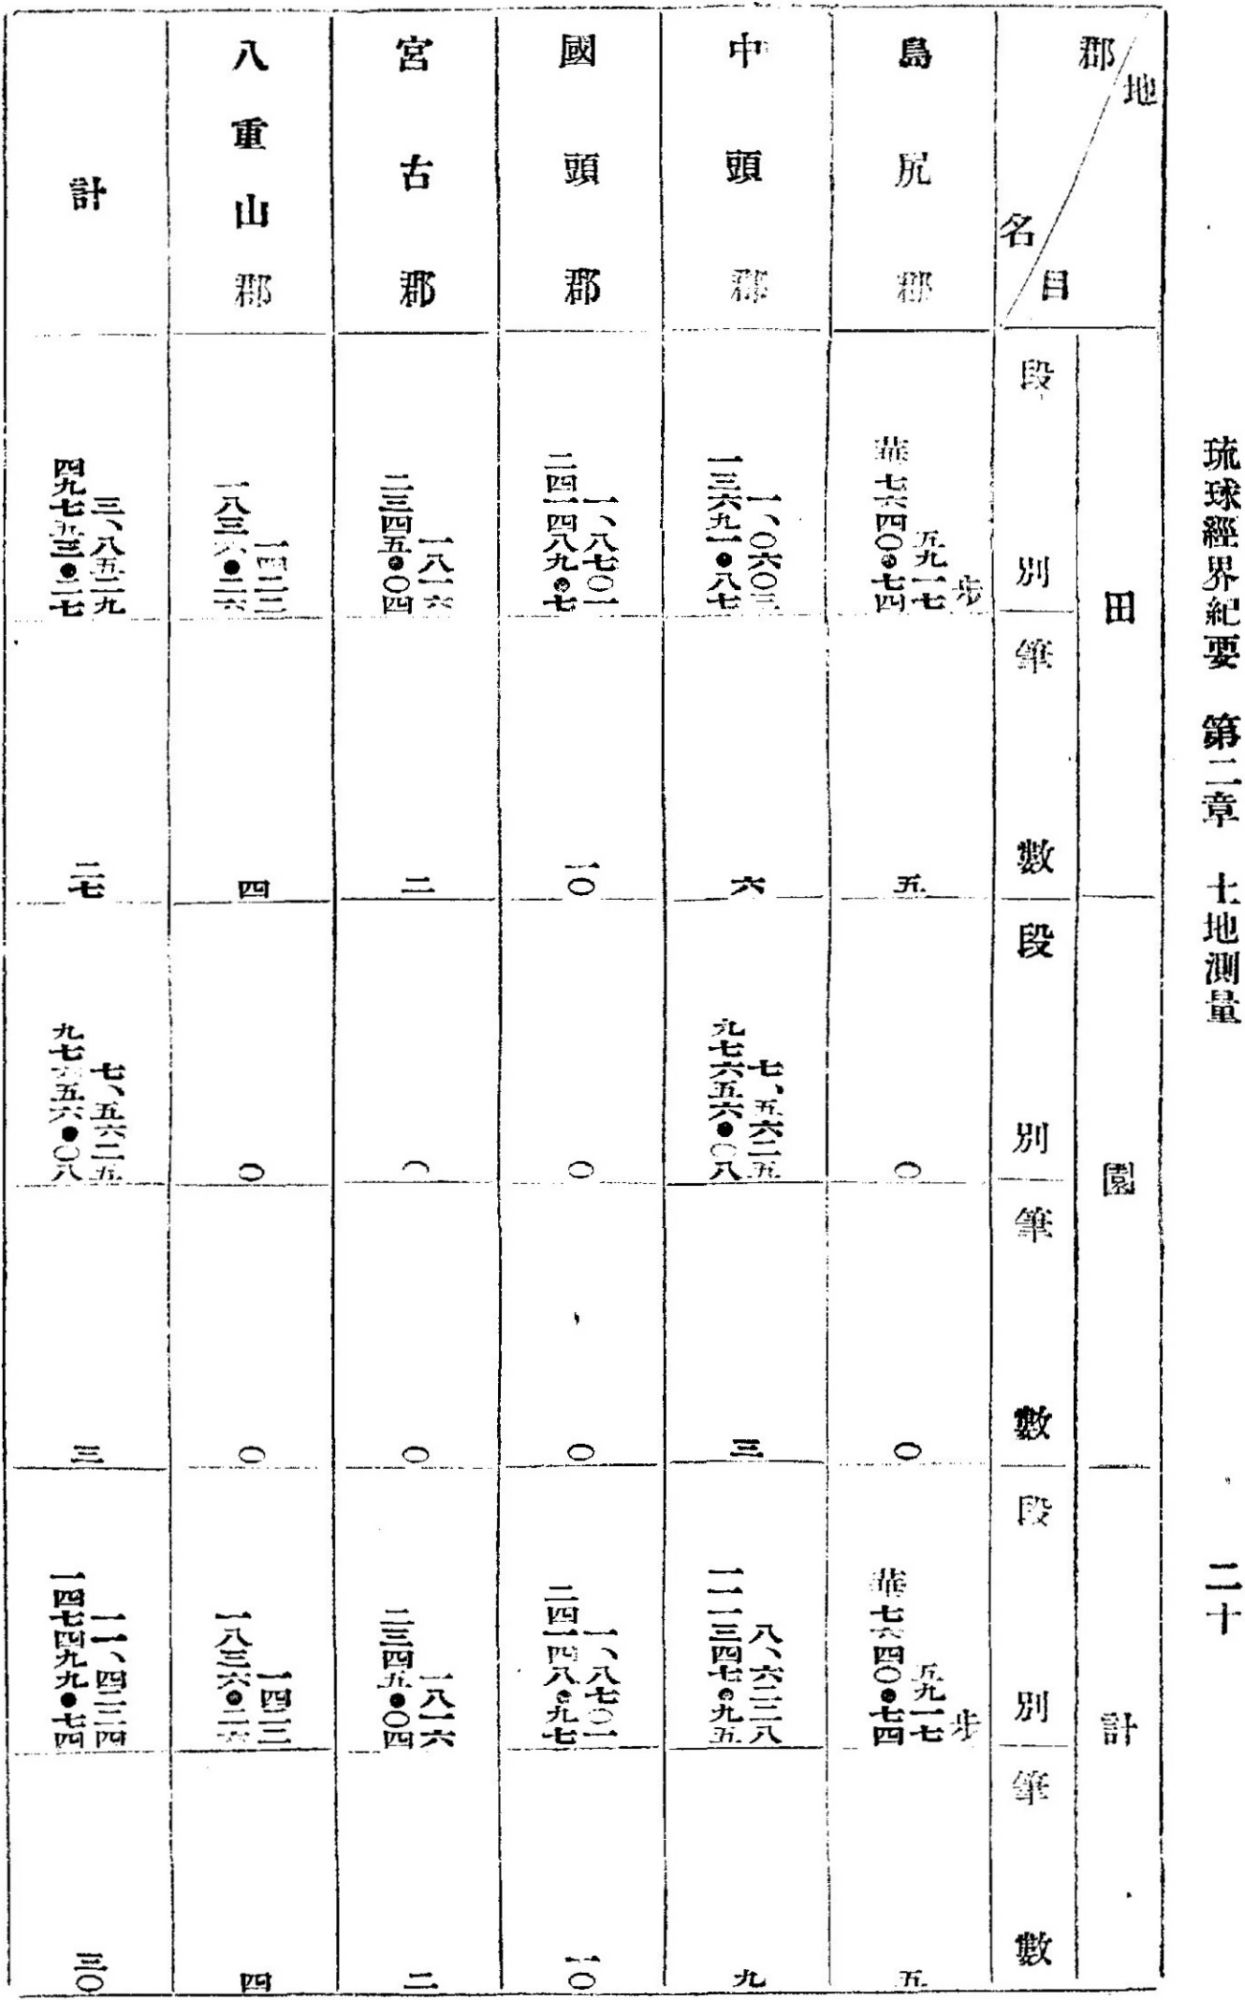 琉球經界紀要 第二章 土地測量 二十
地目
郡名
田 園 計
段別 筆數 段別 筆數 段別 筆數
島尻郡
步
五九一七
七六四〇●七四
五
〇
〇
步
五九一七
七六四〇●七四
五
中頭郡
一、〇六〇三
一三六九一●八七
六
七、五六二五
九七六五六●〇八
三
八、六二二八
一一一三四七●九五
九
國頭郡
一、八七〇一
二四一四八九●七
一〇
〇
〇
一、八七〇一
二四一四八●九七
一〇
宮古郡
一八一六
二三四五●〇四
二
〇
〇
一八一六
二三四五●〇四
二
八重山郡
一四二二
一八三六●二六
四
〇
〇
一四二二
一八三六●二六
四
計
三、八五二九
四九七五三●二七
二七
七、五六二五
九七六五六●〇八
三
一一、四二二四
一四七四九九●七四
三〇